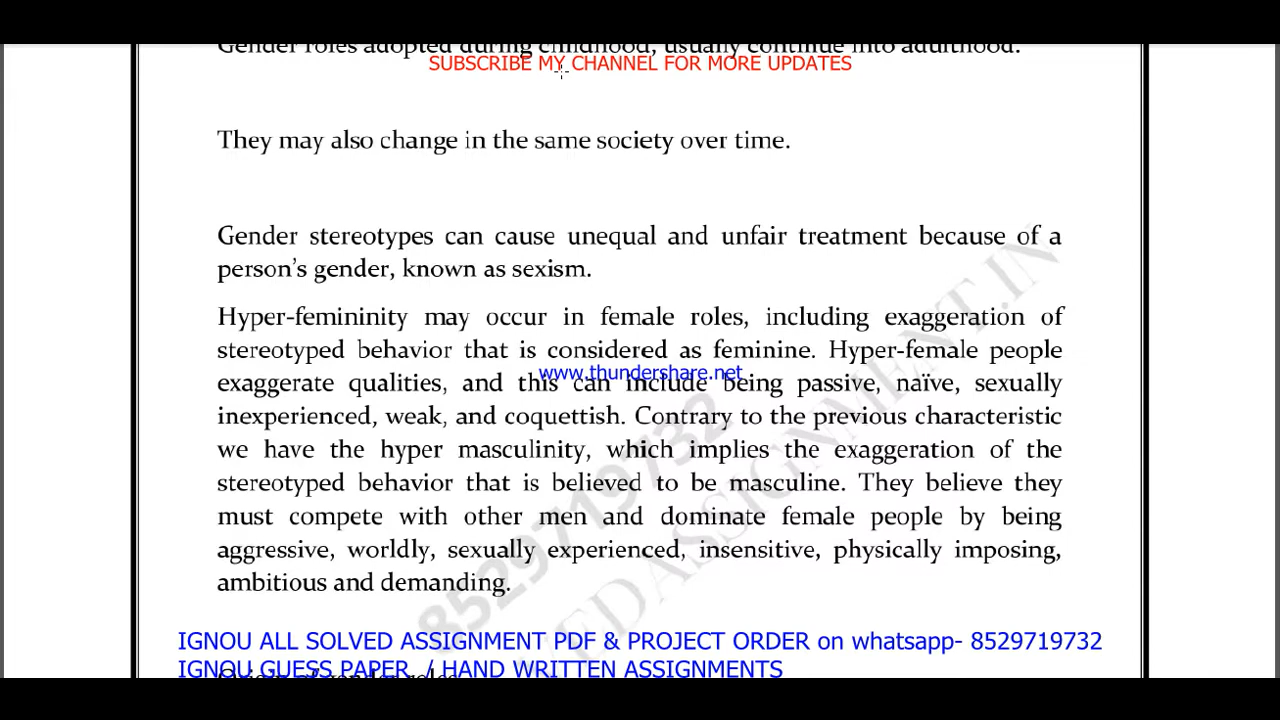 Gender roles adopted during childhood, usually continue into adulthood.
SUBSCRIBE MY CHANNEL FOR MORE UPDATES
They may also change in the same society over time.
Gender stereotypes can cause unequal and unfair treatment because of a
person's gender, known as sexism.
Hyper-femininity may occur in female roles, including exaggeration of
stereotyped behavior that is considered as feminine. Hyper-female people
www.thundershare.net
exaggerate qualities, and this can include being passive, naïve, sexually
inexperienced, weak, and coquettish. Contrary to the previous characteristic
we have the hyper masculinity, which implies the exaggeration of the
stereotyped behavior that is believed to be masculine. They believe they
must compete with other men and dominate female people by being
aggressive, worldly, sexually experienced, insensitive, physically imposing,
ambitious and demanding.
8529719732
EDASSIGNMENT.IN
IGNOU ALL SOLVED ASSIGNMENT PDF & PROJECT ORDER on whatsapp- 8529719732
IGNOU GUESS PAPER / HAND WRITTEN ASSIGNMENTS
Origin of gender roles